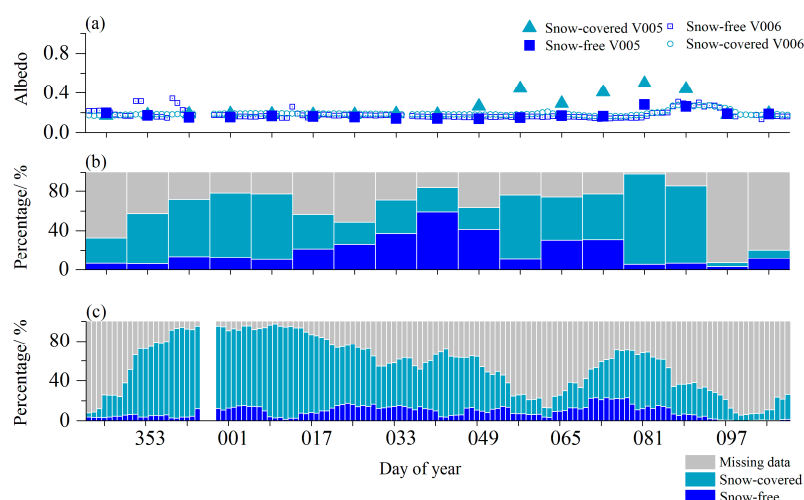 (a)
Snow-covered V005
Snow-free V006
Snow-free V005
Snow-covered V006
Albedo
0.8
0.4
0.0
(b)
Percentage/ %
80
40
0
(c)
Percentage/ %
80
40
0
353 001 017 033 049 065 081 097
Day of year
Missing data
Snow-covered
Snow-free